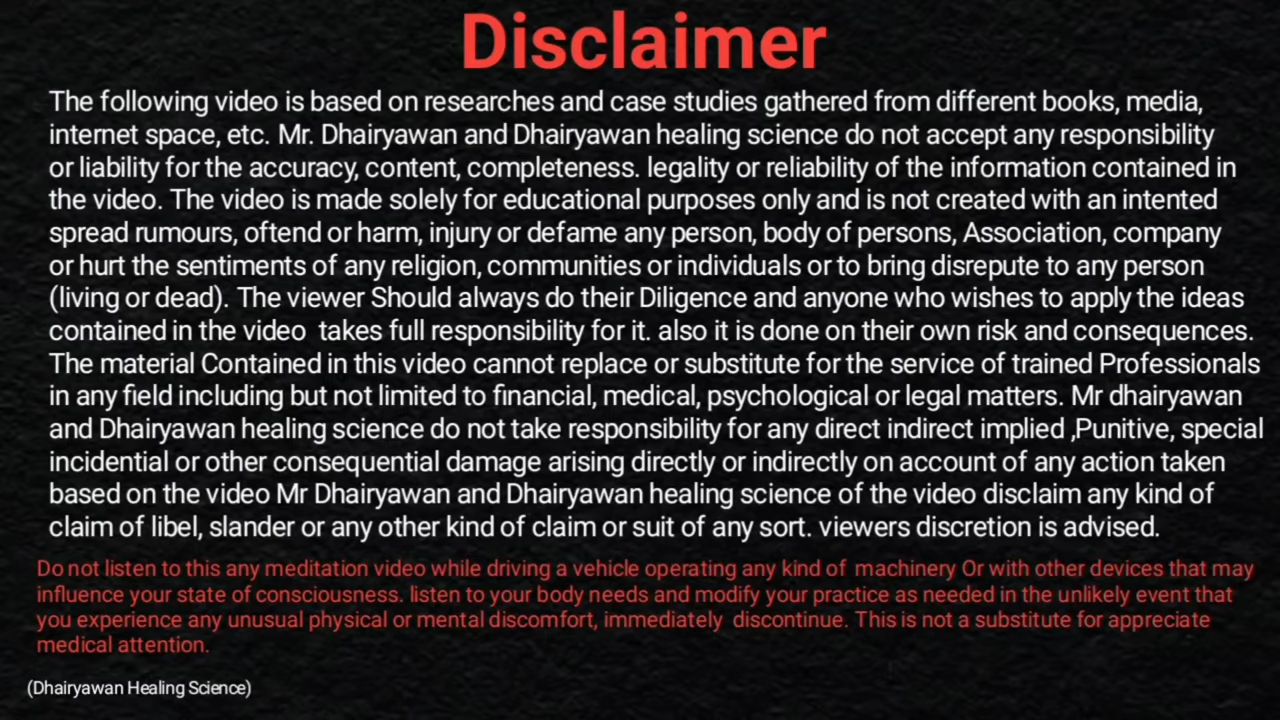 Disclaimer
The following video is based on researches and case studies gathered from different books, media,
internet space, etc. Mr. Dhairyawan and Dhairyawan healing science do not accept any responsibility
or liability for the accuracy, content, completeness. legality or reliability of the information contained in
the video. The video is made solely for educational purposes only and is not created with an intented
spread rumours, oftend or harm, injury or defame any person, body of persons, Association, company
or hurt the sentiments of any religion, communities or individuals or to bring disrepute to any person
(living or dead). The viewer Should always do their Diligence and anyone who wishes to apply the ideas
contained in the video takes full responsibility for it. also it is done on their own risk and consequences.
The material Contained in this video cannot replace or substitute for the service of trained Professionals
in any field including but not limited to financial, medical, psychological or legal matters. Mr dhairyawan
and Dhairyawan healing science do not take responsibility for any direct indirect implied ,Punitive, special
incidential or other consequential damage arising directly or indirectly on account of any action taken
based on the video Mr Dhairyawan and Dhairyawan healing science of the video disclaim any kind of
claim of libel, slander or any other kind of claim or suit of any sort. viewers discretion is advised.
Do not listen to this any meditation video while driving a vehicle operating any kind of machinery Or with other devices that may
influence your state of consciousness. listen to your body needs and modify your practice as needed in the unlikely event that
you experience any unusual physical or mental discomfort, immediately discontinue. This is not a substitute for appreciate
medical attention.
(Dhairyawan Healing Science)